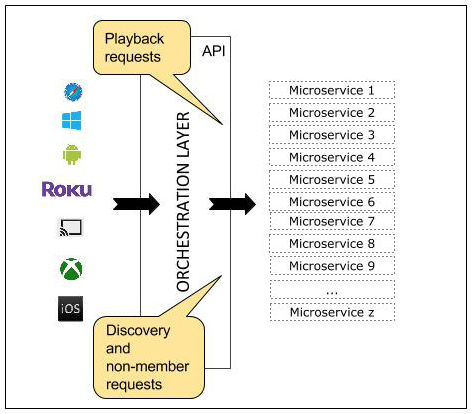 Playback
requests
API
ROKU
iOS
ORCHESTRATION LAYER
Microservice 1
Microservice 2
Microservice 3
Microservice 4
Microservice 5
Microservice 6
Microservice 7
Microservice 8
Microservice 9
...
Microservice z
Discovery
and
non-member
requests